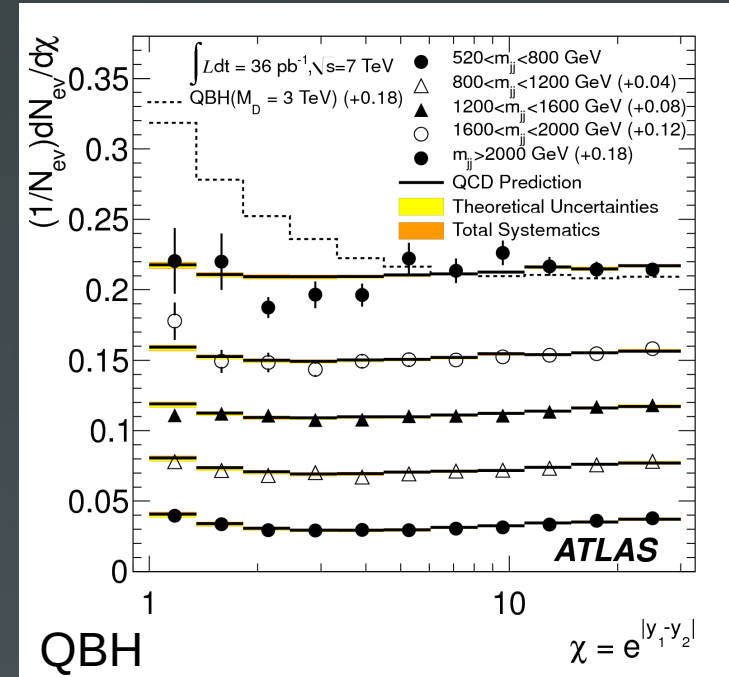 (1/N_ev)dN_ev/dχ
∫Ldt = 36 pb⁻¹,√s=7 TeV
QBH(M_D = 3 TeV) (+0.18)
520<m_jj<800 GeV
800<m_jj<1200 GeV (+0.04)
1200<m_jj<1600 GeV (+0.08)
1600<m_jj<2000 GeV (+0.12)
m_jj>2000 GeV (+0.18)
QCD Prediction
Theoretical Uncertainties
Total Systematics
0.35
0.3
0.25
0.2
0.15
0.1
0.05
0
ATLAS
1 10
QBH
χ = e^|y_1-y_2|